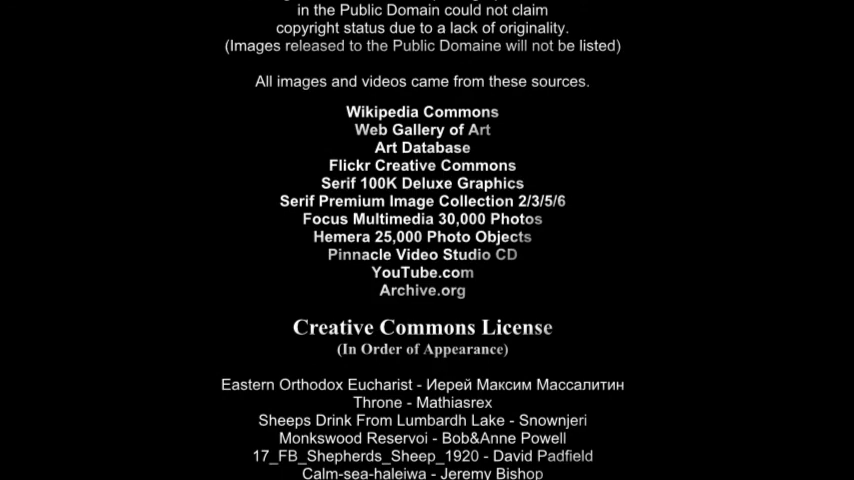 in the Public Domain could not claim
copyright status due to a lack of originality.
(Images released to the Public Domaine will not be listed)
All images and videos came from these sources.
Wikipedia Commons
Web Gallery of Art
Art Database
Flickr Creative Commons
Serif 100K Deluxe Graphics
Serif Premium Image Collection 2/3/5/6
Focus Multimedia 30,000 Photos
Hemera 25,000 Photo Objects
Pinnacle Video Studio CD
YouTube.com
Archive.org
Creative Commons License
(In Order of Appearance)
Eastern Orthodox Eucharist - Иерей Максим Массалитин
Throne - Mathiasrex
Sheeps Drink From Lumbardh Lake - Snownjeri
Monkswood Reservoi - Bob&Anne Powell
17_FB_Shepherds_Sheep_1920 - David Padfield
Calm-sea-haleiwa - Jeremy Bishop